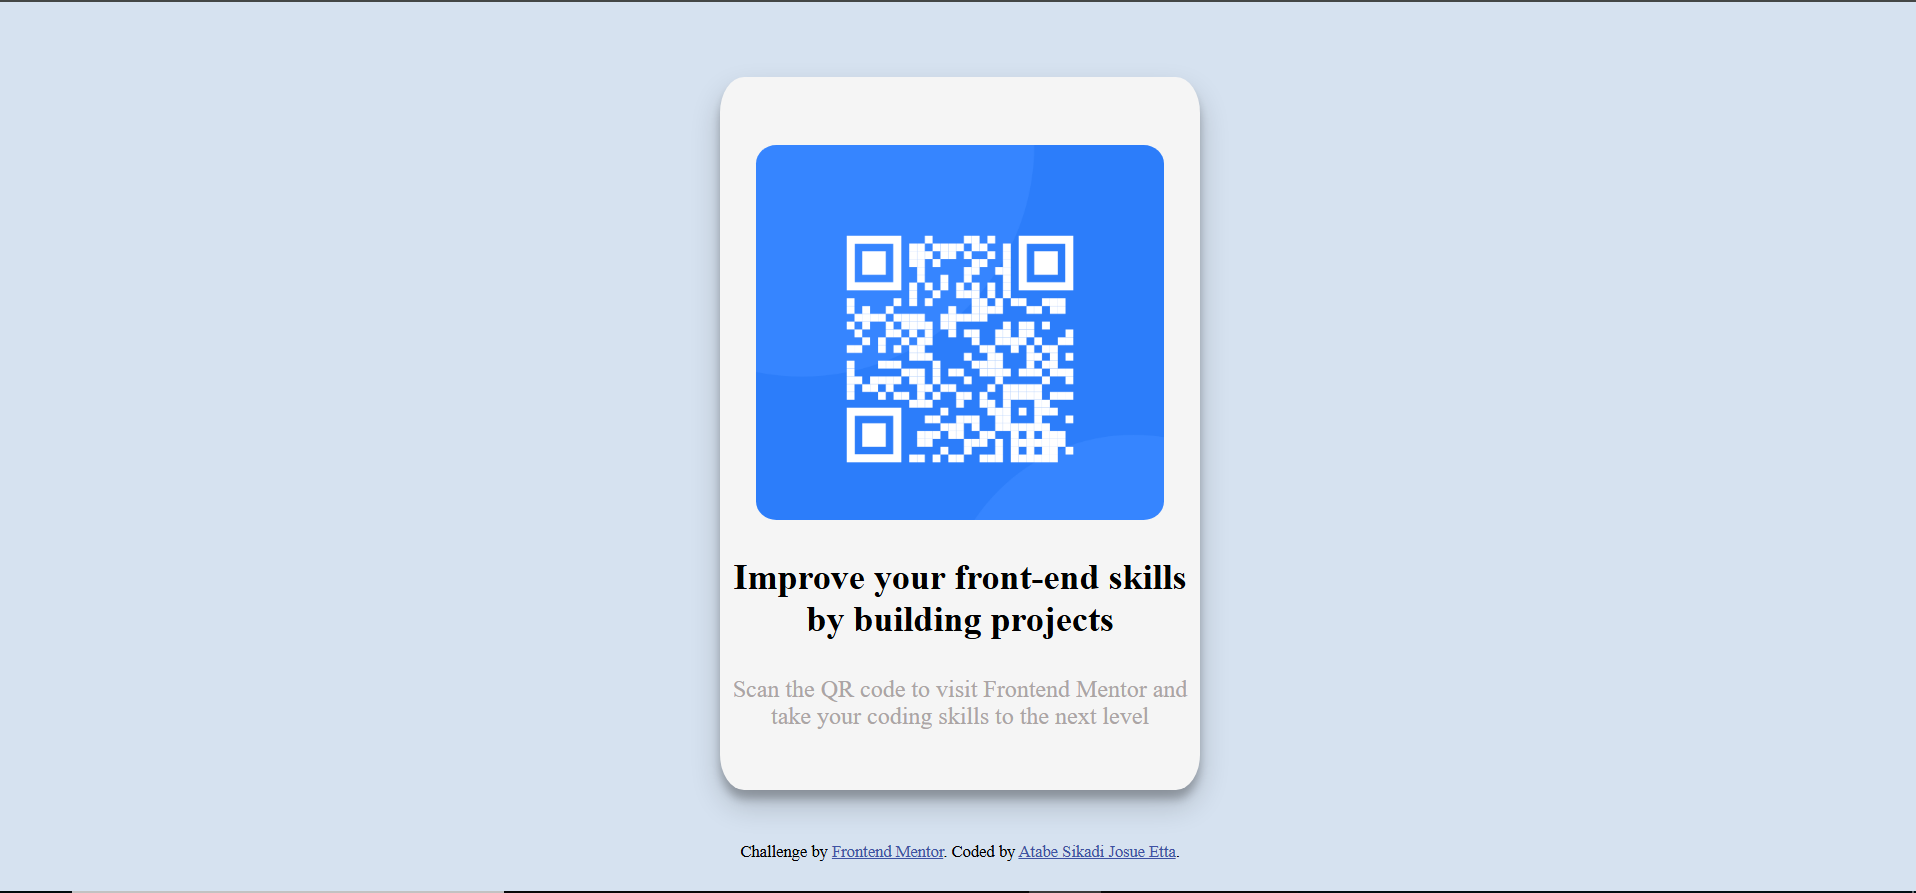 Improve your front-end skills
by building projects
Scan the QR code to visit Frontend Mentor and
take your coding skills to the next level
Challenge by Frontend Mentor. Coded by Atabe Sikadi Josue Etta.